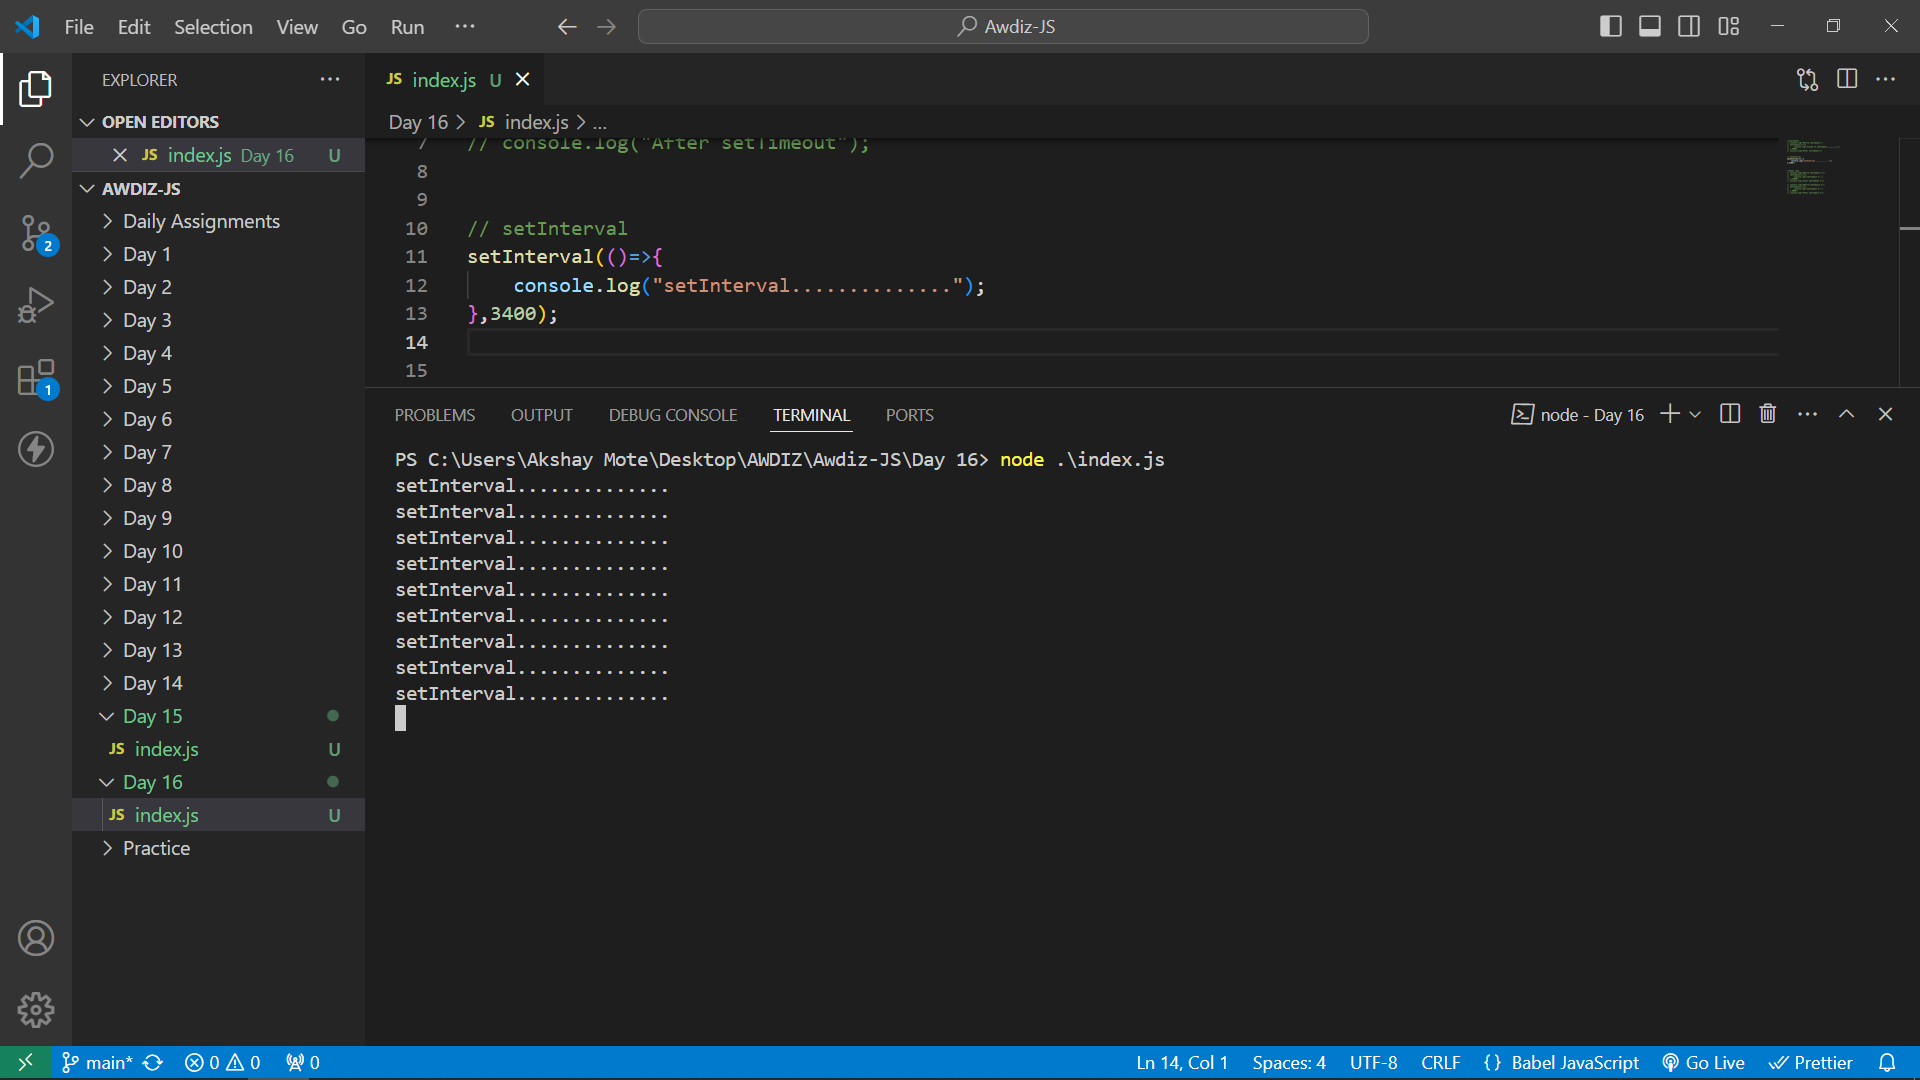 File Edit Selection View Go Run ··· Awdiz-JS
EXPLORER ···
OPEN EDITORS
JS index.js Day 16 U
AWDIZ-JS
Daily Assignments
Day 1
Day 2
Day 3
Day 4
Day 5
Day 6
Day 7
Day 8
Day 9
Day 10
Day 11
Day 12
Day 13
Day 14
Day 15
JS index.js U
Day 16
JS index.js U
Practice
2
1
JS index.js U
Day 16 > JS index.js > ...
7 // console.log("After setTimeout");
8
9
10 // setInterval
11 setInterval(()=>{
12 console.log("setInterval..............");
13 },3400);
14
15
PROBLEMS OUTPUT DEBUG CONSOLE TERMINAL PORTS node - Day 16
PS C:\Users\Akshay Mote\Desktop\AWDIZ\Awdiz-JS\Day 16> node .\index.js
setInterval..............
setInterval..............
setInterval..............
setInterval..............
setInterval..............
setInterval..............
setInterval..............
setInterval..............
setInterval..............
main* 0 0 0 Ln 14, Col 1 Spaces: 4 UTF-8 CRLF {} Babel JavaScript Go Live Prettier